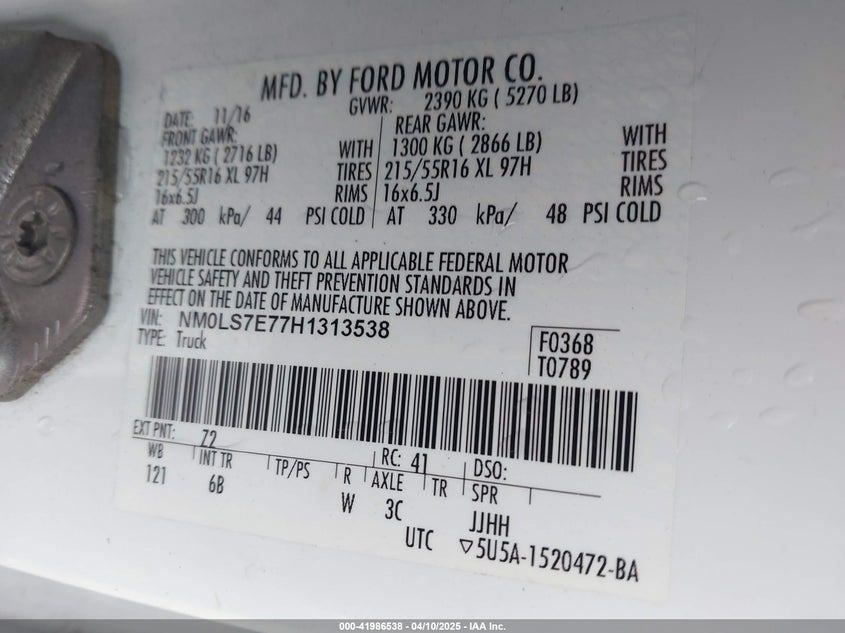 MFD. BY FORD MOTOR CO.
DATE: 11/16 GVWR: 2390 KG ( 5270 LB)
FRONT GAWR: REAR GAWR:
1232 KG ( 2716 LB) WITH 1300 KG ( 2866 LB) WITH
215/55R16 XL 97H TIRES 215/55R16 XL 97H TIRES
16x6.5J RIMS 16x6.5J RIMS
AT 300 kPa/ 44 PSI COLD AT 330 kPa/ 48 PSI COLD
THIS VEHICLE CONFORMS TO ALL APPLICABLE FEDERAL MOTOR
VEHICLE SAFETY AND THEFT PREVENTION STANDARDS IN
EFFECT ON THE DATE OF MANUFACTURE SHOWN ABOVE.
VIN: NM0LS7E77H1313538 F0368
TYPE: Truck T0789
EXT PNT: Z2 RC: 41 DSO:
WB INT TR TP/PS R AXLE TR SPR
121 6B W 3C JJHH
UTC ▽5U5A-1520472-BA
000-41986538 - 04/10/2025 - IAA Inc.